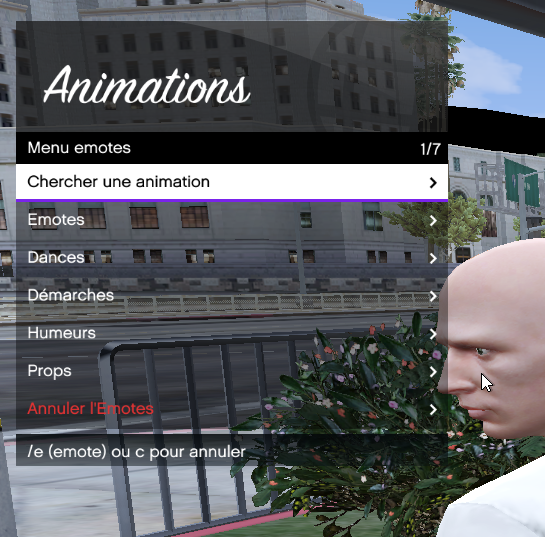 Animations
Menu emotes 1/7
Chercher une animation
Emotes
Dances
Démarches
Humeurs
Props
Annuler l'Emotes
/e (emote) ou c pour annuler